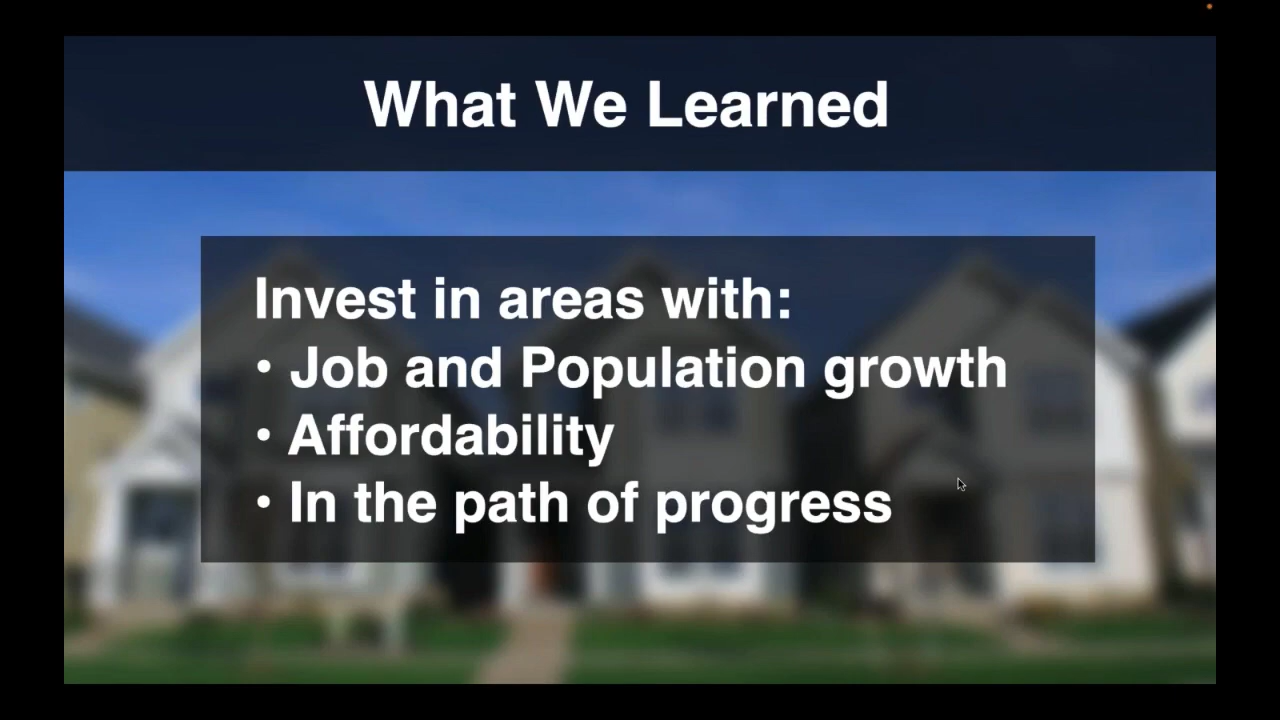 What We Learned
Invest in areas with:
• Job and Population growth
• Affordability
• In the path of progress